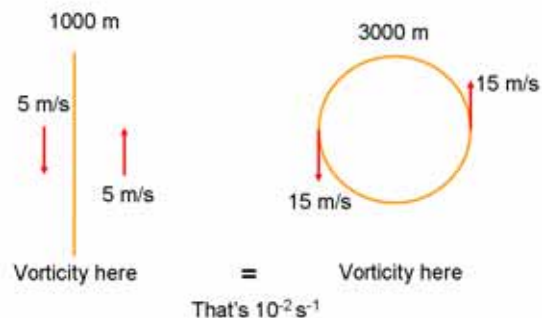 1000 m
3000 m
5 m/s
15 m/s
5 m/s
15 m/s
Vorticity here = Vorticity here
That's 10⁻² s⁻¹